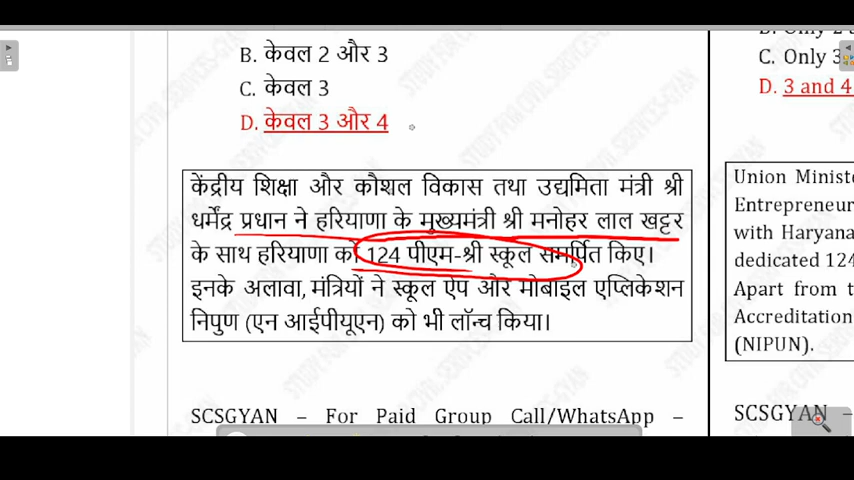 B. केवल 2 और 3
C. केवल 3
D. केवल 3 और 4
केंद्रीय शिक्षा और कौशल विकास तथा उद्यमिता मंत्री श्री
धर्मेंद्र प्रधान ने हरियाणा के मुख्यमंत्री श्री मनोहर लाल खट्टर
के साथ हरियाणा को 124 पीएम-श्री स्कूल समर्पित किए।
इनके अलावा, मंत्रियों ने स्कूल ऐप और मोबाइल एप्लिकेशन
निपुण (एन आईपीयूएन) को भी लॉन्च किया।
SCSGYAN – For Paid Group Call/WhatsApp –
C. Only 3
D. 3 and 4
Union Ministe
Entrepreneur
with Haryana
dedicated 124
Apart from t
Accreditation
(NIPUN).
SCSGYAN –